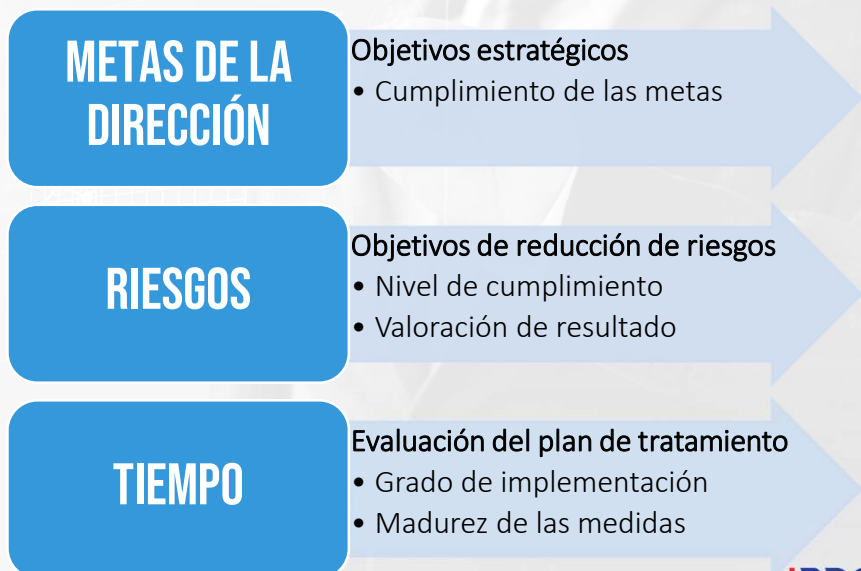 METAS DE LA
DIRECCIÓN
Objetivos estratégicos
• Cumplimiento de las metas
RIESGOS
Objetivos de reducción de riesgos
• Nivel de cumplimiento
• Valoración de resultado
TIEMPO
Evaluación del plan de tratamiento
• Grado de implementación
• Madurez de las medidas